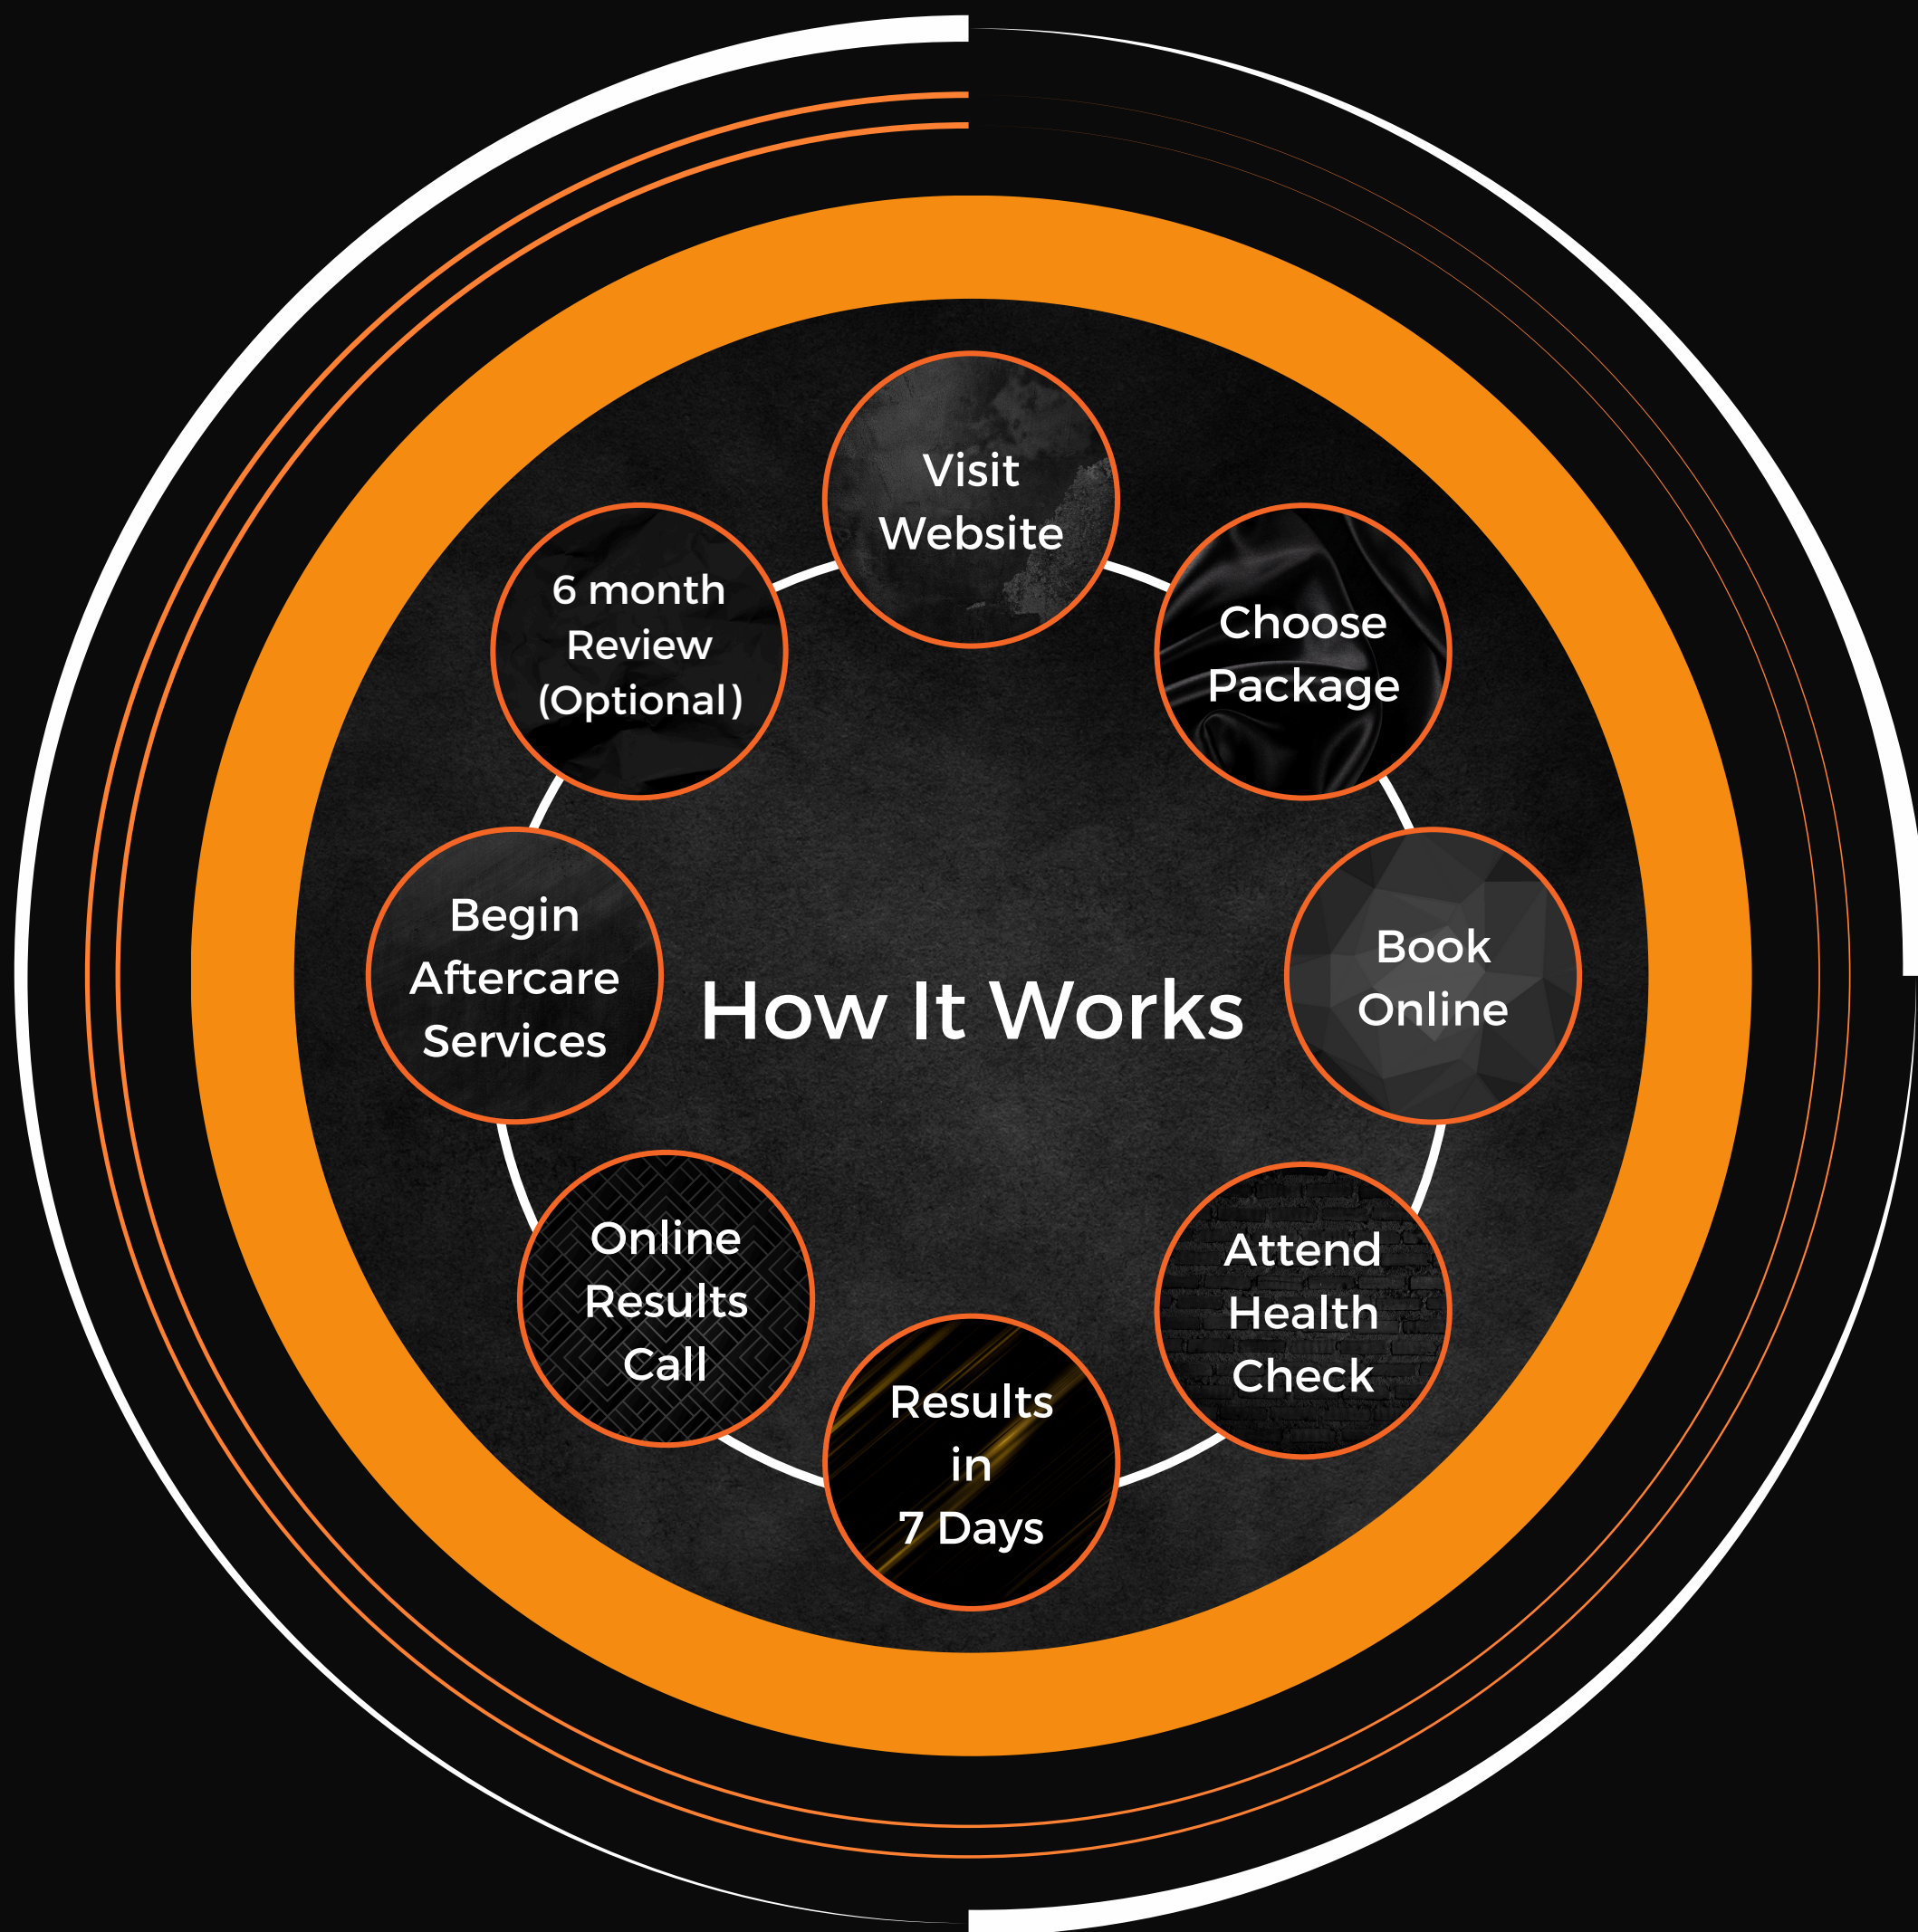 Visit
Website
Choose
Package
Book
Online
Attend
Health
Check
Results
in
7 Days
Online
Results
Call
Begin
Aftercare
Services
6 month
Review
(Optional)
How It Works